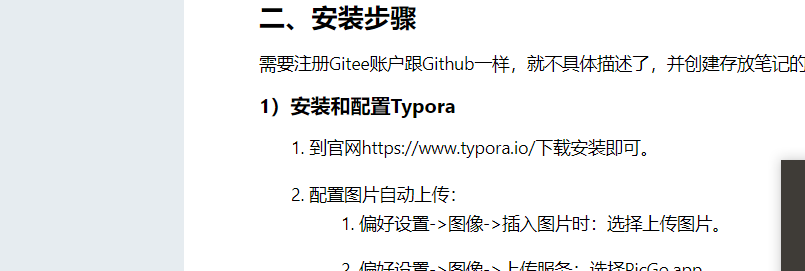 二、安装步骤
需要注册Gitee账户跟Github一样，就不具体描述了，并创建存放笔记的
1）安装和配置Typora
1. 到官网https://www.typora.io/下载安装即可。
2. 配置图片自动上传：
1. 偏好设置->图像->插入图片时：选择上传图片。
2. 偏好设置->图像->上传服务：选择PicGo.app